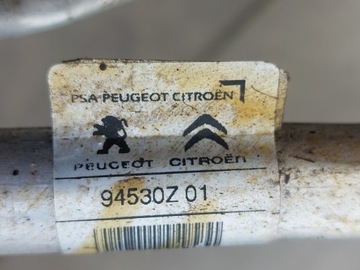 PSA PEUGEOT CITROËN
PEUGEOT CITROËN
94530Z 01